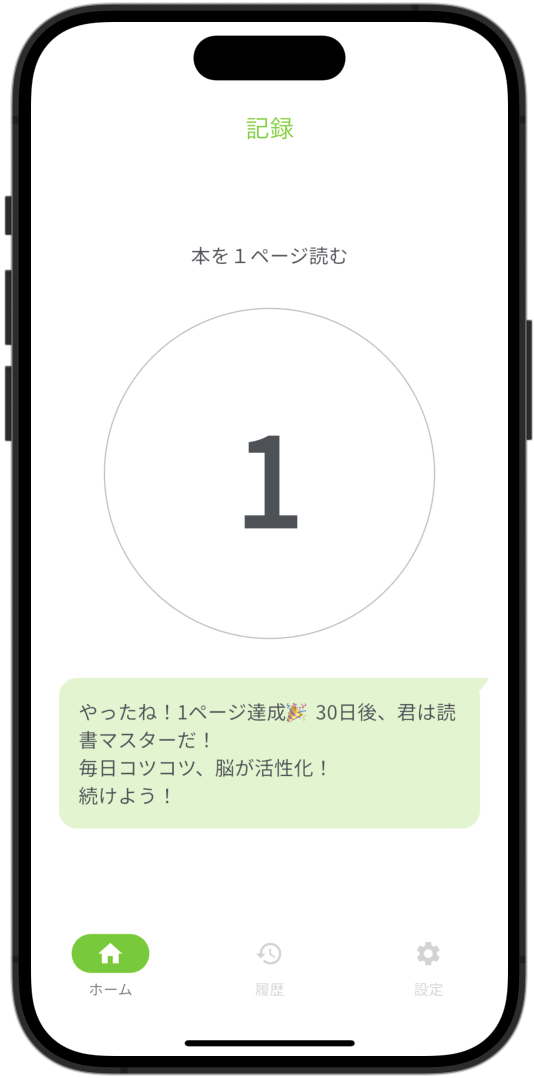 記録
本を１ページ読む
1
やったね！1ページ達成🎉 30日後、君は読
書マスターだ！
毎日コツコツ、脳が活性化！
続けよう！
ホーム
履歴
設定